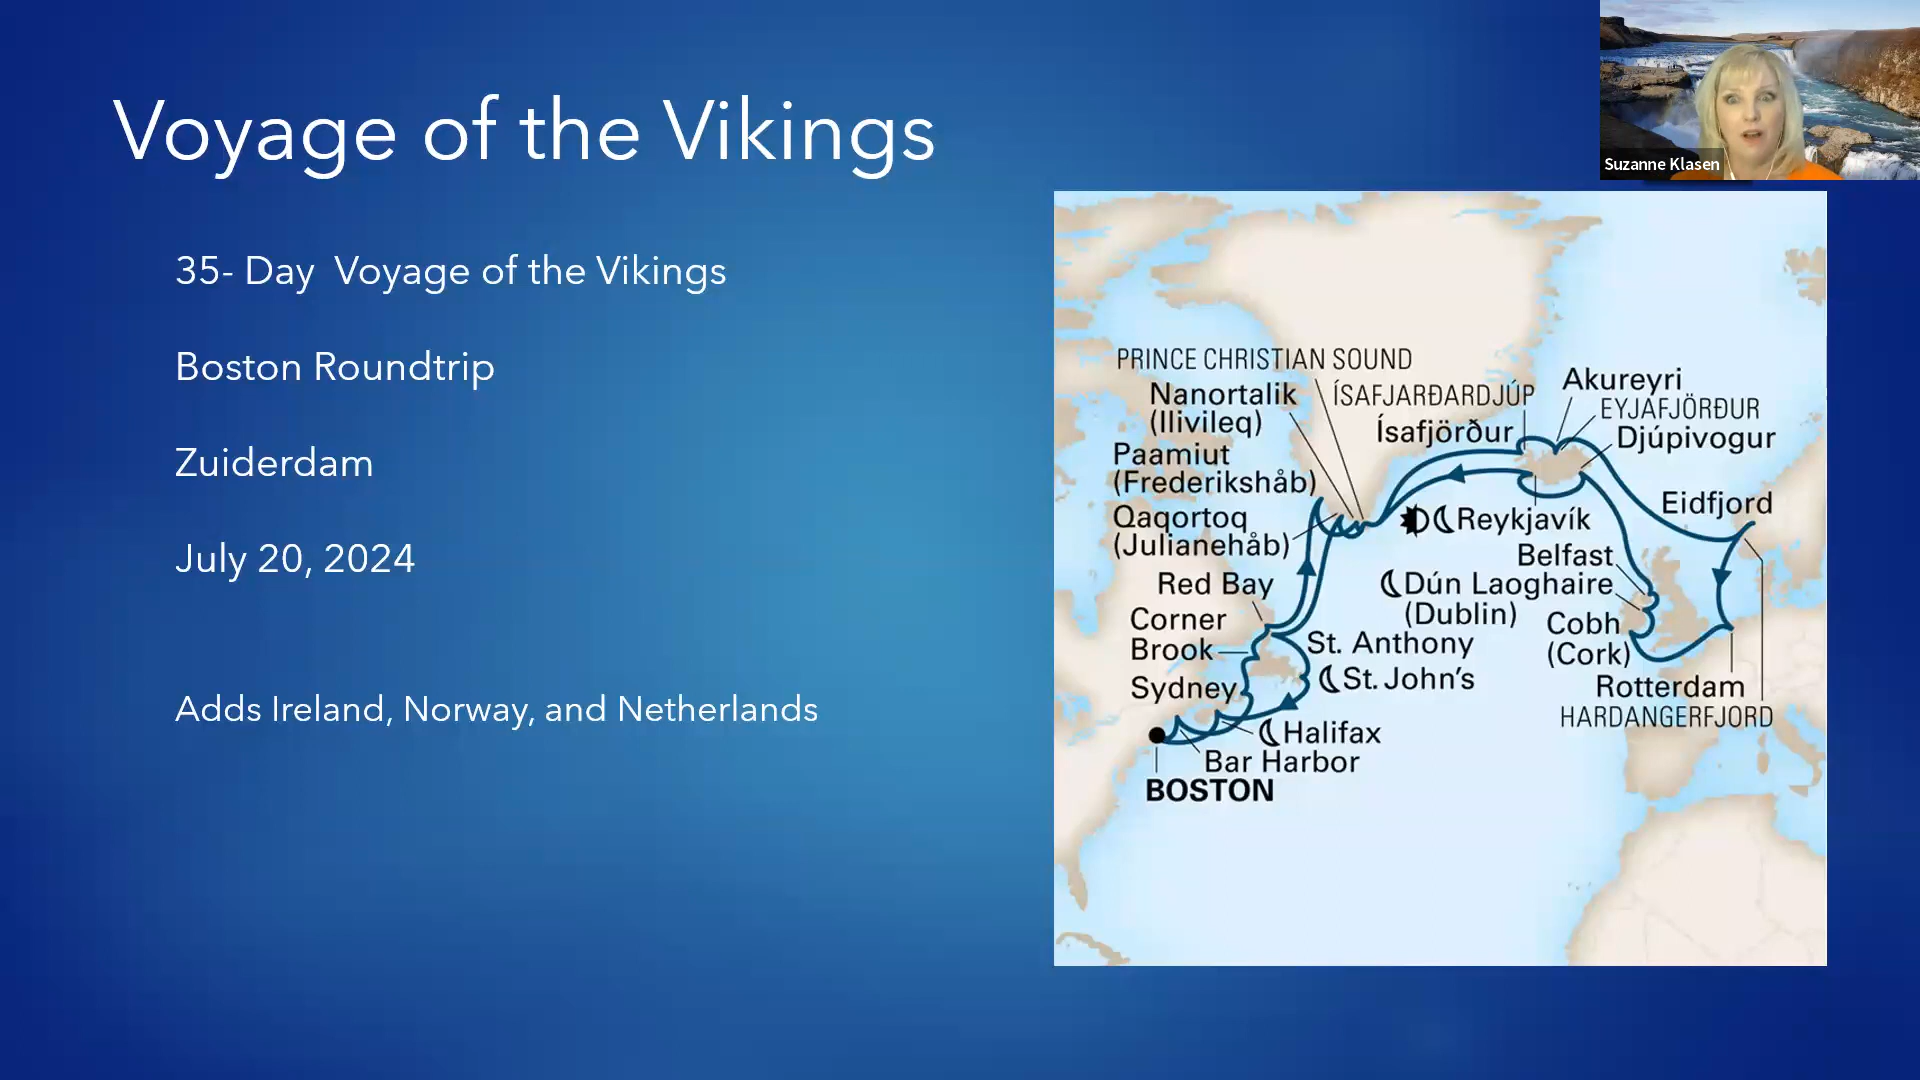 Voyage of the Vikings
35- Day  Voyage of the Vikings
Boston Roundtrip
Zuiderdam
July 20, 2024
Adds Ireland, Norway, and Netherlands
Suzanne Klasen
PRINCE CHRISTIAN SOUND
Nanortalik
(Ilivileq)
Paamiut
(Frederikshåb)
Qaqortoq
(Julianehåb)
Red Bay
Corner
Brook
Sydney
BOSTON
Bar Harbor
Halifax
St. John's
St. Anthony
ÍSAFJARÐARDJÚP
Ísafjörður
Akureyri
EYJAFJÖRÐUR
Djúpivogur
Reykjavík
Eidfjord
Belfast
Dún Laoghaire
(Dublin)
Cobh
(Cork)
Rotterdam
HARDANGERFJORD